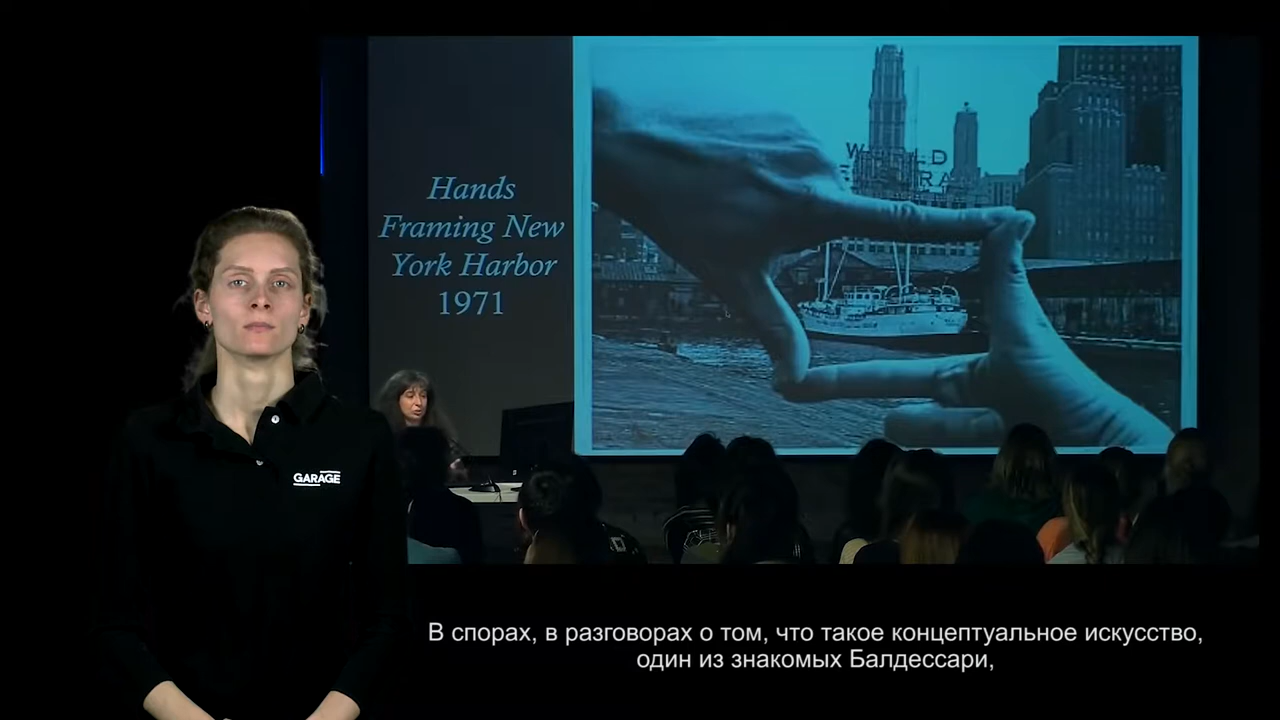 Hands
Framing New
York Harbor
1971
GARAGE
В спорах, в разговорах о том, что такое концептуальное искусство,
один из знакомых Балдессари,